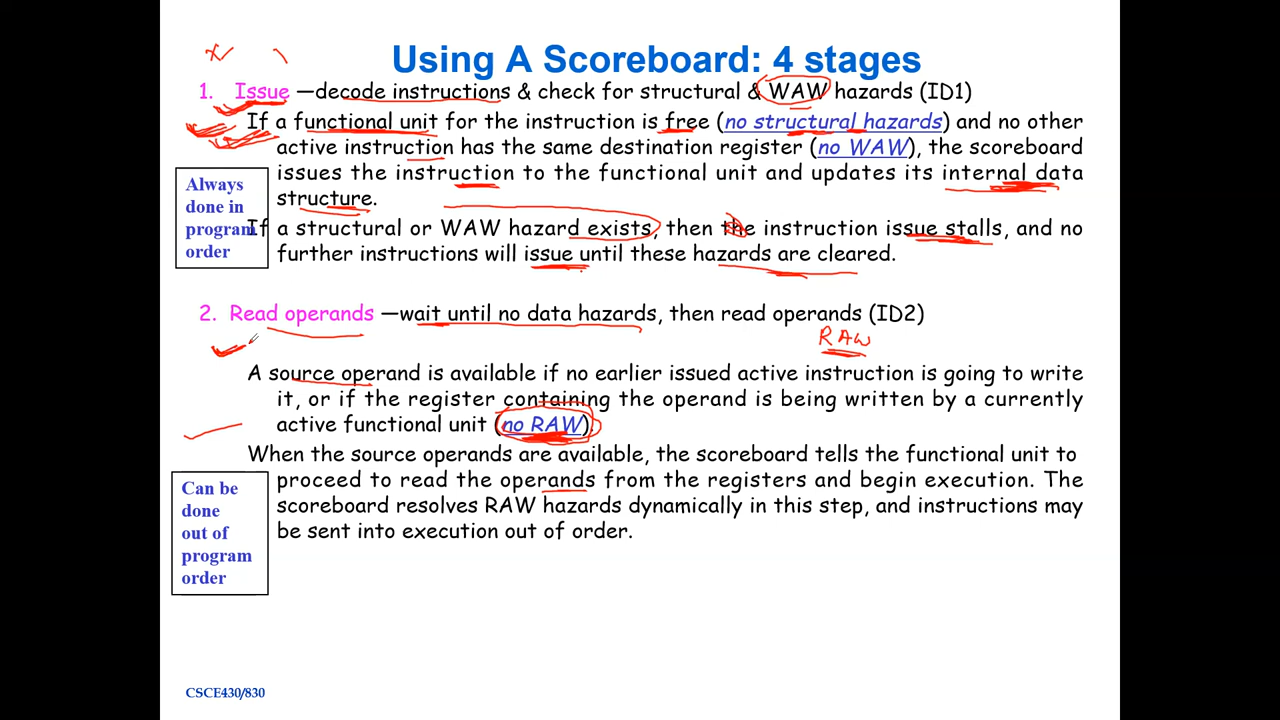 Using A Scoreboard: 4 stages
1. Issue —decode instructions & check for structural & WAW hazards (ID1)
If a functional unit for the instruction is free (no structural hazards) and no other
active instruction has the same destination register (no WAW), the scoreboard
issues the instruction to the functional unit and updates its internal data
structure.
If a structural or WAW hazard exists, then the instruction issue stalls, and no
further instructions will issue until these hazards are cleared.
Always
done in
program
order
2. Read operands —wait until no data hazards, then read operands (ID2)
RAW
A source operand is available if no earlier issued active instruction is going to write
it, or if the register containing the operand is being written by a currently
active functional unit (no RAW).
When the source operands are available, the scoreboard tells the functional unit to
proceed to read the operands from the registers and begin execution. The
scoreboard resolves RAW hazards dynamically in this step, and instructions may
be sent into execution out of order.
Can be
done
out of
program
order
CSCE430/830